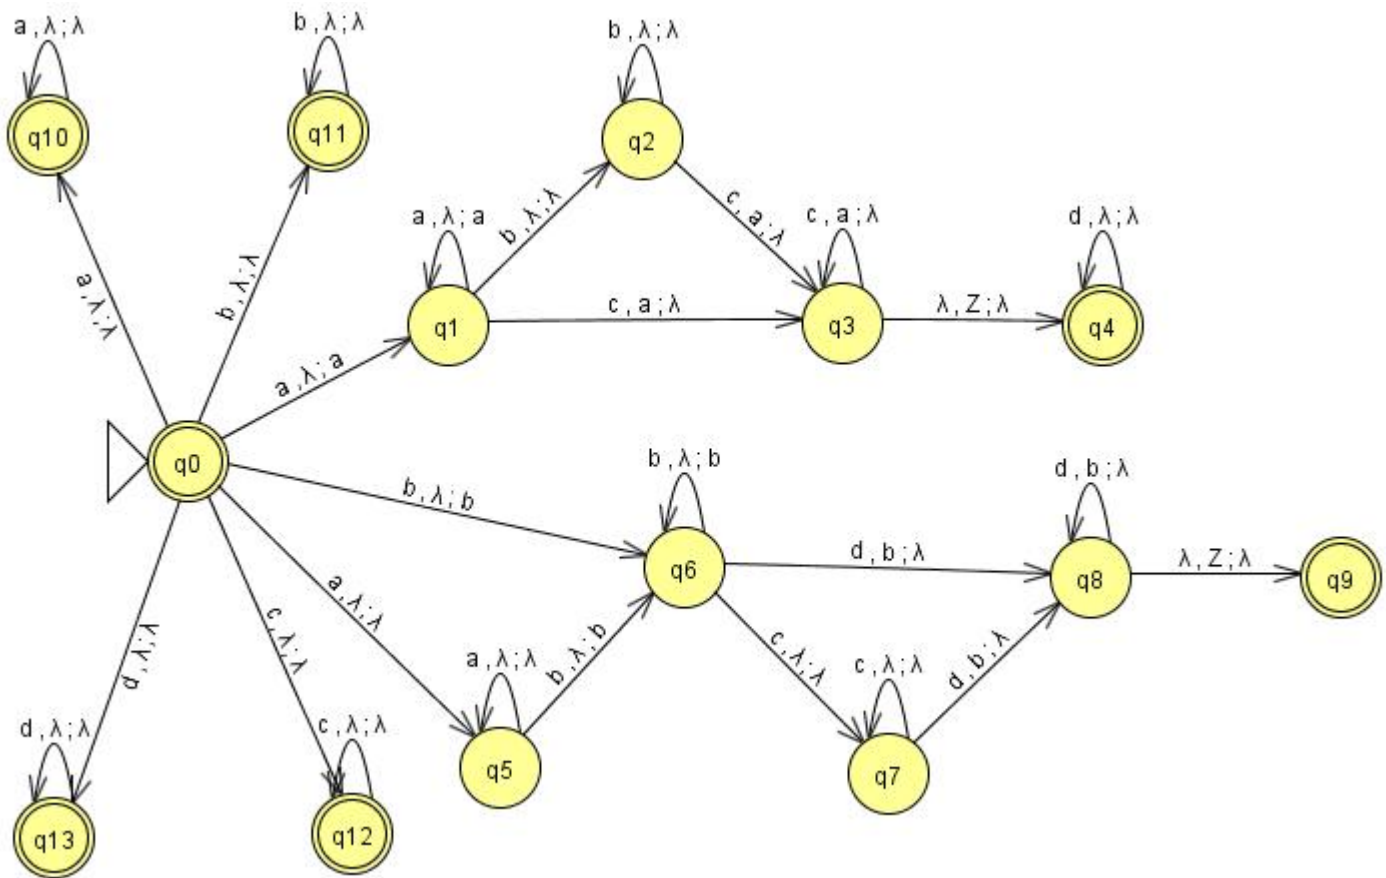 a , λ ; λ
b , λ ; λ
b , λ ; λ
q10
q11
q2
a , λ ; a
b , λ ; λ
c , a ; λ
c , a ; λ
d , λ ; λ
a , λ ; λ
b , λ ; λ
q1
c , a ; λ
q3
λ , Z ; λ
q4
a , λ ; a
q0
b , λ ; b
b , λ ; b
d , b ; λ
q6
d , b ; λ
q8
λ , Z ; λ
q9
d , λ ; λ
c , λ ; λ
a , λ ; λ
a , λ ; λ
b , λ ; b
c , λ ; λ
c , λ ; λ
d , b ; λ
d , λ ; λ
c , λ ; λ
q5
q7
q13
q12